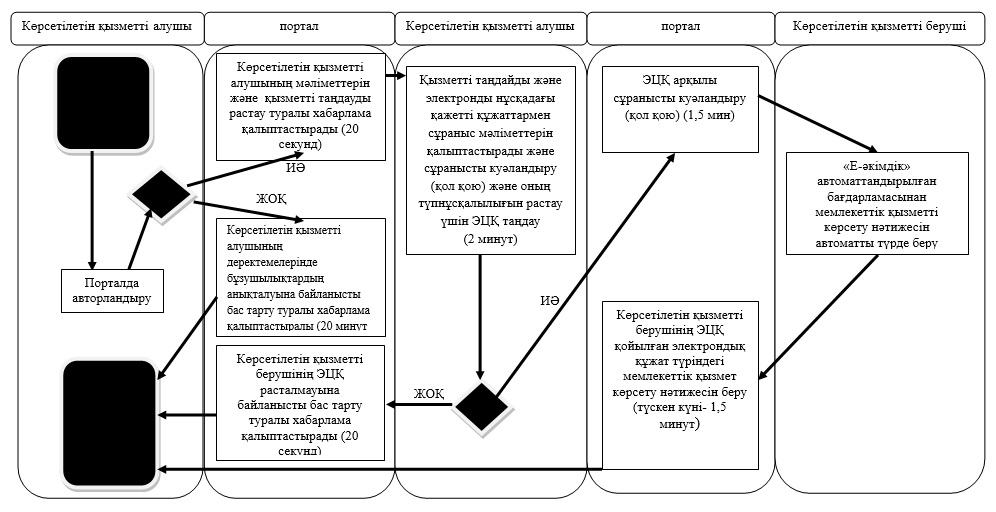 Көрсетілетін қызметті алушы
портал
Көрсетілетін қызметті алушы
портал
Көрсетілетін қызметті беруші
Порталда
авторландыру
Көрсетілетін қызметті
алушының мәліметтерін
және қызметті таңдауды
растау туралы хабарлама
қалыптастырады (20
секунд)
ИӘ
ЖОҚ
Көрсетілетін қызметті
алушының
деректемелерінде
бұзушылықтардың
анықталуына байланысты
бас тарту туралы хабарлама
қалыптастыралы (20 минут
Көрсетілетін қызметті
берушінің ЭЦҚ
расталмауына
байланысты бас тарту
туралы хабарлама
қалыптастырады (20
секунд)
Қызметті таңдайды және
электронды нұсқадағы
қажетті құжаттармен
сұраныс мәліметтерін
қалыптастырады және
сұранысты куәландыру
(қол қою) және оның
түпнұсқалылығын растау
үшін ЭЦҚ таңдау
(2 минут)
ИӘ
ЖОҚ
ЭЦҚ арқылы
сұранысты куәландыру
(қол қою) (1,5 мин)
Көрсетілетін қызметті
берушінің ЭЦҚ
қойылған электрондық
құжат түріндегі
мемлекеттік қызмет
көрсету нәтижесін беру
(түскен күні- 1,5
минут)
«Е-әкімдік»
автоматтандырылған
бағдарламасынан
мемлекеттік қызметті
көрсету нәтижесін
автоматты түрде беру